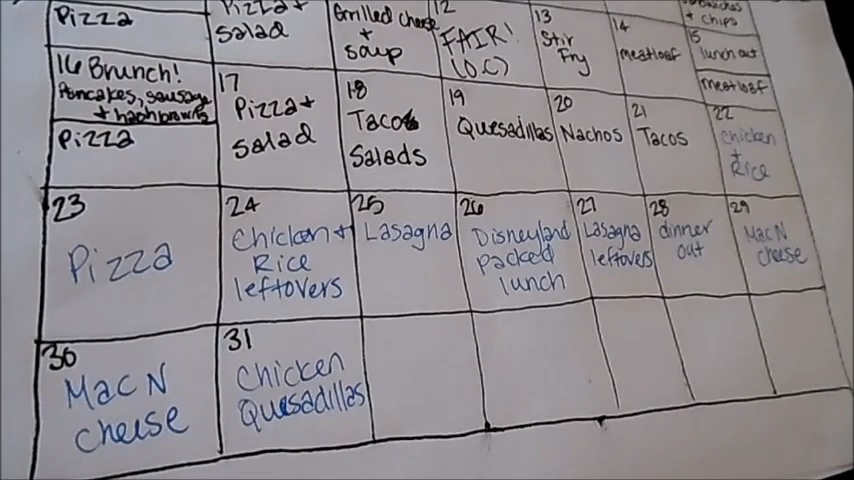 Pizza
Pizza +
Salad
Grilled cheese
+
soup
12
FAIR!
(O.C)
13
Stir
Fry
14
meatloaf
+ chips
15
lunch out
meatloaf
16 Brunch!
Pancakes, sausage
+ hashbrowns
Pizza
17
Pizza +
Salad
18
Taco
Salads
19
Quesadillas
20
Nachos
21
Tacos
22
Chicken
+
Rice
23
Pizza
24
Chicken +
Rice
leftovers
25
Lasagna
26
Disneyland
packed
lunch
27
Lasagna
leftovers
28
dinner
out
29
Mac N
cheese
30
Mac N
cheese
31
Chicken
Quesadillas